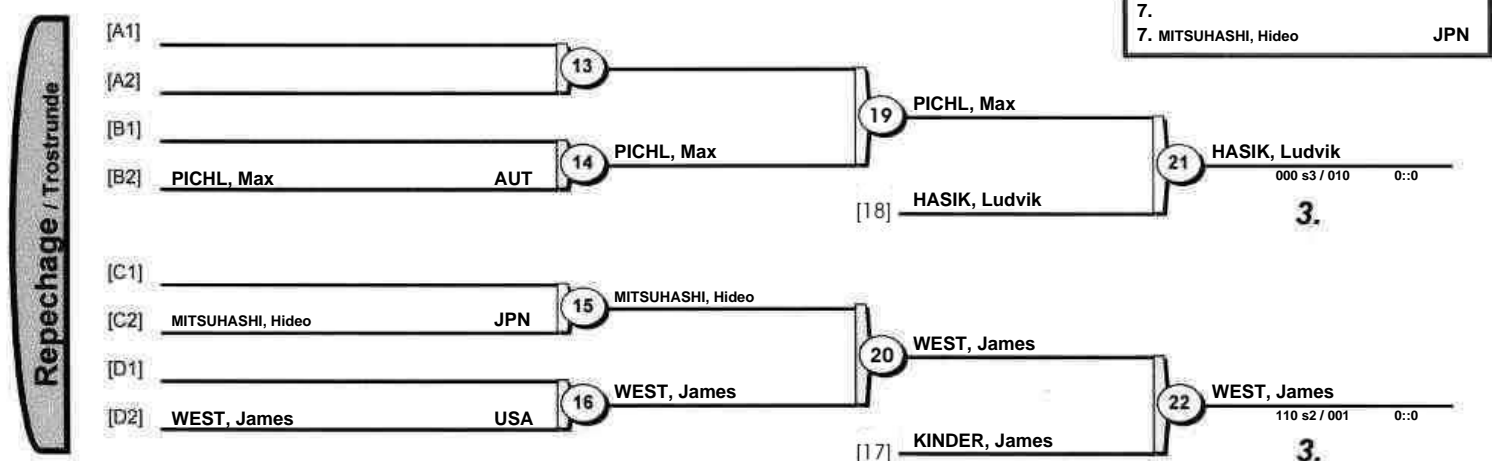 7.
7. MITSUHASHI, Hideo JPN
Repechage / Trostrunde
[A1]
13
[A2]
[B1]
14
PICHL, Max
[B2] PICHL, Max AUT
19
PICHL, Max
[18] HASIK, Ludvik
21
HASIK, Ludvik
000 s3 / 010 0::0
3.
[C1]
15
MITSUHASHI, Hideo
[C2] MITSUHASHI, Hideo JPN
[D1]
16
WEST, James
[D2] WEST, James USA
20
WEST, James
[17] KINDER, James
22
WEST, James
110 s2 / 001 0::0
3.